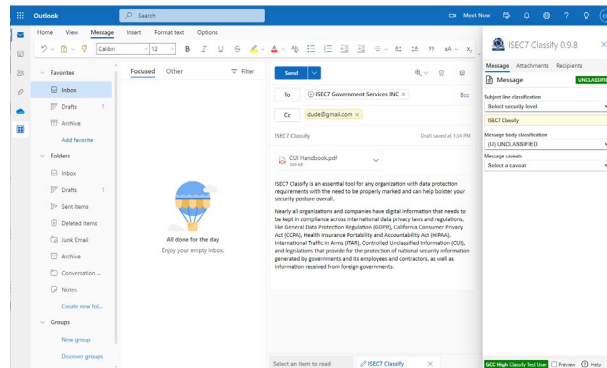 Outlook
Search
Meet Now
Home View Message Insert Format text Options
Calibri 12 B I U S
Favorites
Inbox
Drafts 1
Archive
Add favorite
Folders
Inbox
Drafts 1
Sent Items
Deleted Items
Junk Email
Archive
Conversation ...
Notes
Create new fol...
Groups
New group
Discover groups
Focused Other Filter
All done for the day
Enjoy your empty inbox.
Send
To ISEC7 Government Services INC × Bcc
Cc dude@gmail.com ×
ISEC7 Classify Draft saved at 1:34 PM
CUI Handbook.pdf
ISEC7 Classify is an essential tool for any organization with data protection
requirements with the need to be properly marked and can help bolster your
security posture overall.
Nearly all organizations and companies have digital information that needs to
be kept in compliance across international data privacy laws and regulations,
like General Data Protection Regulation (GDPR), California Consumer Privacy
Act (CCPA), Health Insurance Portability and Accountability Act (HIPAA),
International Traffic in Arms (ITAR), Controlled Unclassified Information (CUI),
and legislations that provide for the protection of national security information
generated by governments and its employees and contractors, as well as
information received from foreign governments.
Select an item to read
ISEC7 Classify ×
ISEC7 Classify 0.9.8
Message Attachments Recipients
Message UNCLASSIFIE
Subject line classification
Select security level
ISEC7 Classify
Message body classification
(U) UNCLASSIFIED
Message caveats
Select a caveat
GCC High Classify Test User Preview Help